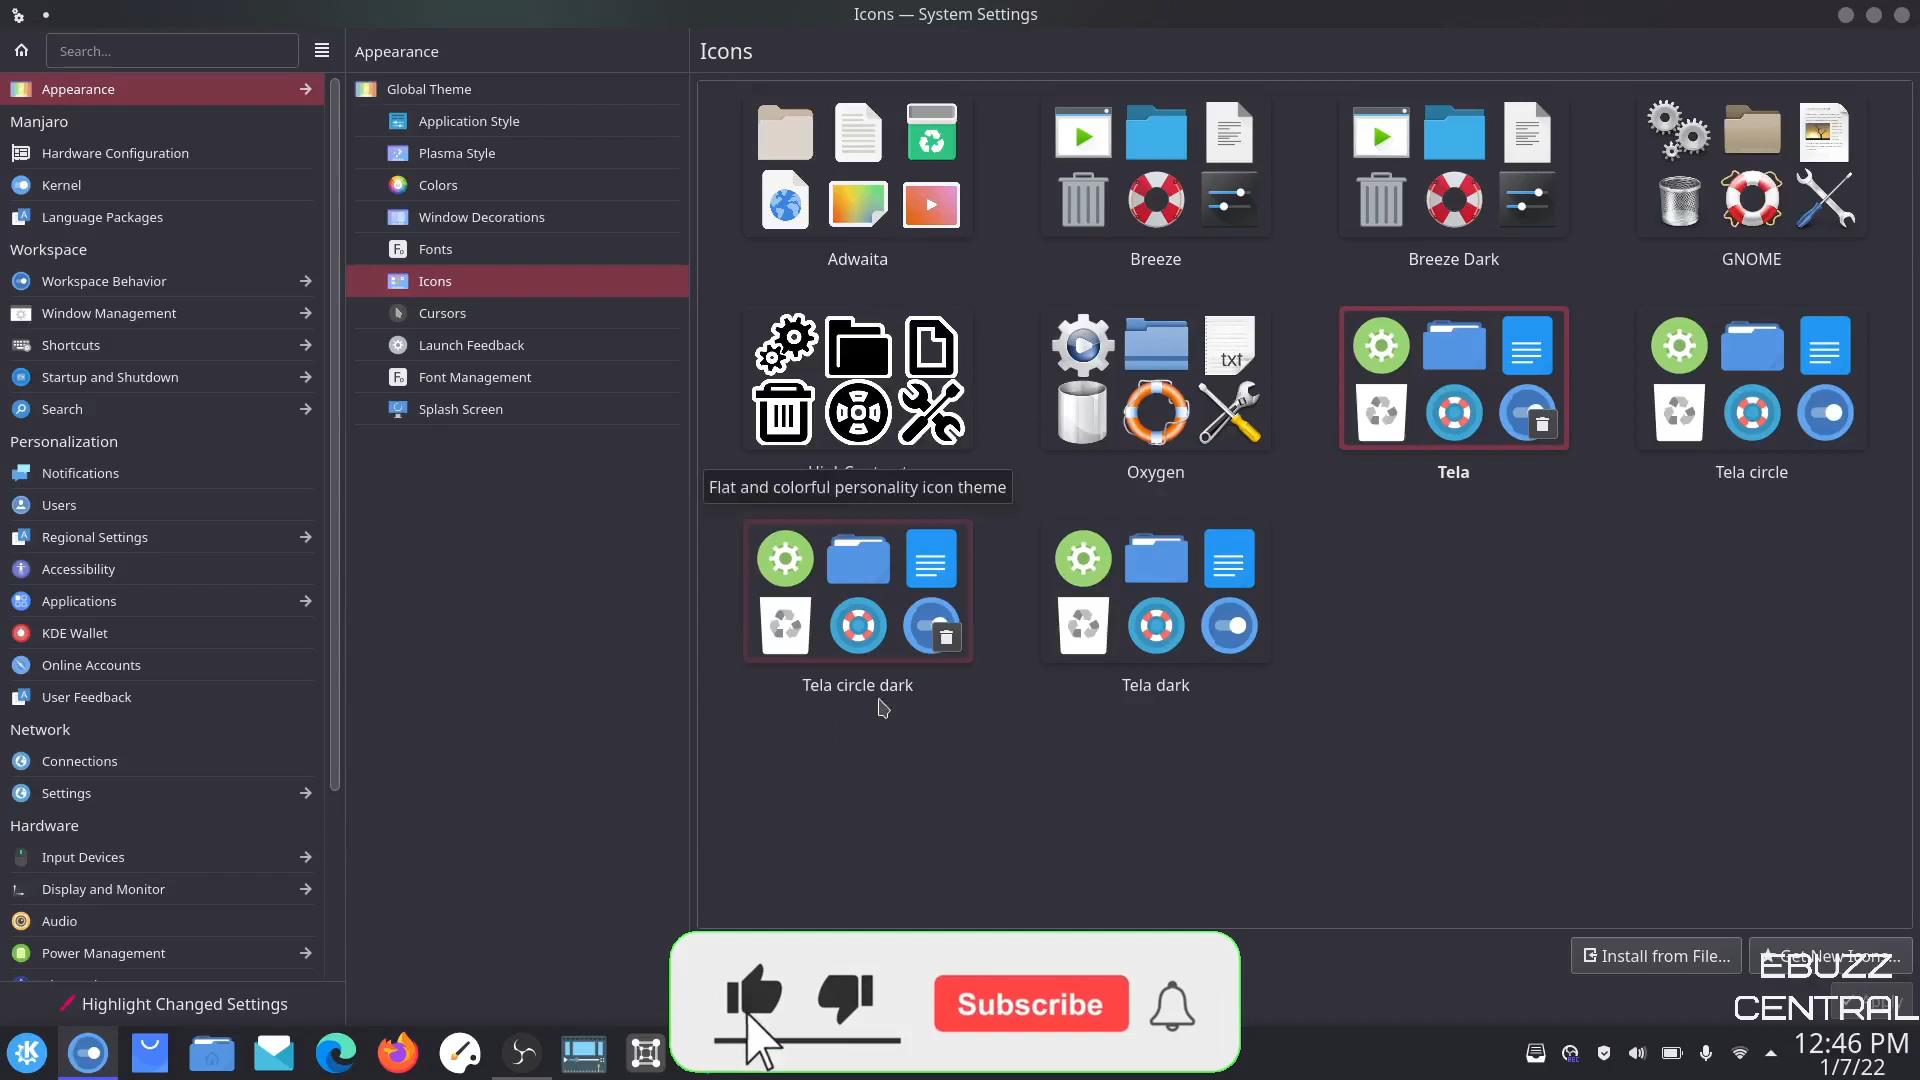 Icons — System Settings
Search...
Appearance
Icons
Appearance
Manjaro
Hardware Configuration
Kernel
Language Packages
Workspace
Workspace Behavior
Window Management
Shortcuts
Startup and Shutdown
Search
Personalization
Notifications
Users
Regional Settings
Accessibility
Applications
KDE Wallet
Online Accounts
User Feedback
Network
Connections
Settings
Hardware
Input Devices
Display and Monitor
Audio
Power Management
Highlight Changed Settings
Global Theme
Application Style
Plasma Style
Colors
Window Decorations
Fonts
Icons
Cursors
Launch Feedback
Font Management
Splash Screen
Adwaita
Breeze
Breeze Dark
GNOME
txt
Oxygen
Tela
Tela circle
Flat and colorful personality icon theme
Tela circle dark
Tela dark
Install from File...
Get New Icons...
EBUZZ
CENTRAL
Subscribe
12:46 PM
1/7/22